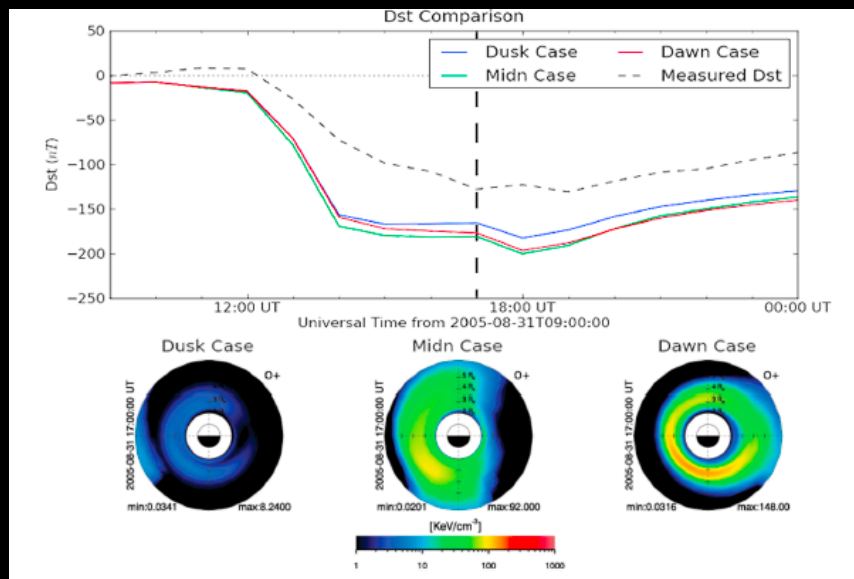 Dst Comparison
50
0
−50
−100
−150
−200
−250
Dst (nT)
Dusk Case
Midn Case
Dawn Case
Measured Dst
12:00 UT
18:00 UT
00:00 UT
Universal Time from 2005-08-31T09:00:00
Dusk Case
O+
2005-08-31 17:00:00 UT
min:0.0341
max:8.2400
Midn Case
O+
2005-08-31 17:00:00 UT
min:0.0201
max:92.000
Dawn Case
O+
2005-08-31 17:00:00 UT
min:0.0316
max:148.00
[KeV/cm⁻³]
1
10
100
1000